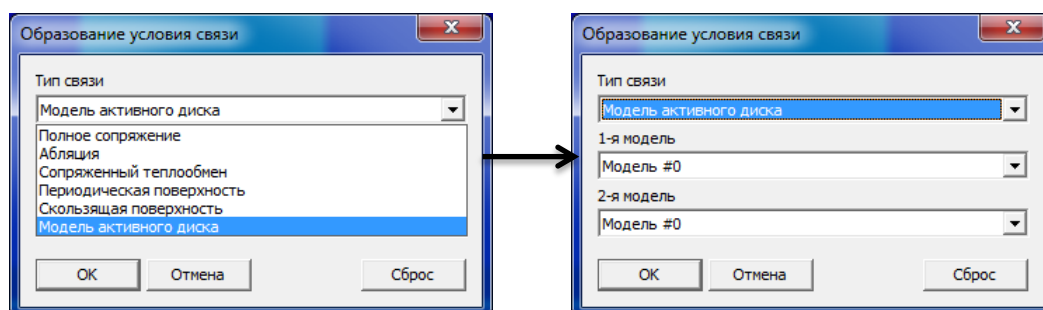 Образование условия связи
Тип связи
Модель активного диска
Полное сопряжение
Абляция
Сопряженный теплообмен
Периодическая поверхность
Скользящая поверхность
Модель активного диска
OK
Отмена
Сброс
Образование условия связи
Тип связи
Модель активного диска
1-я модель
Модель #0
2-я модель
Модель #0
OK
Отмена
Сброс